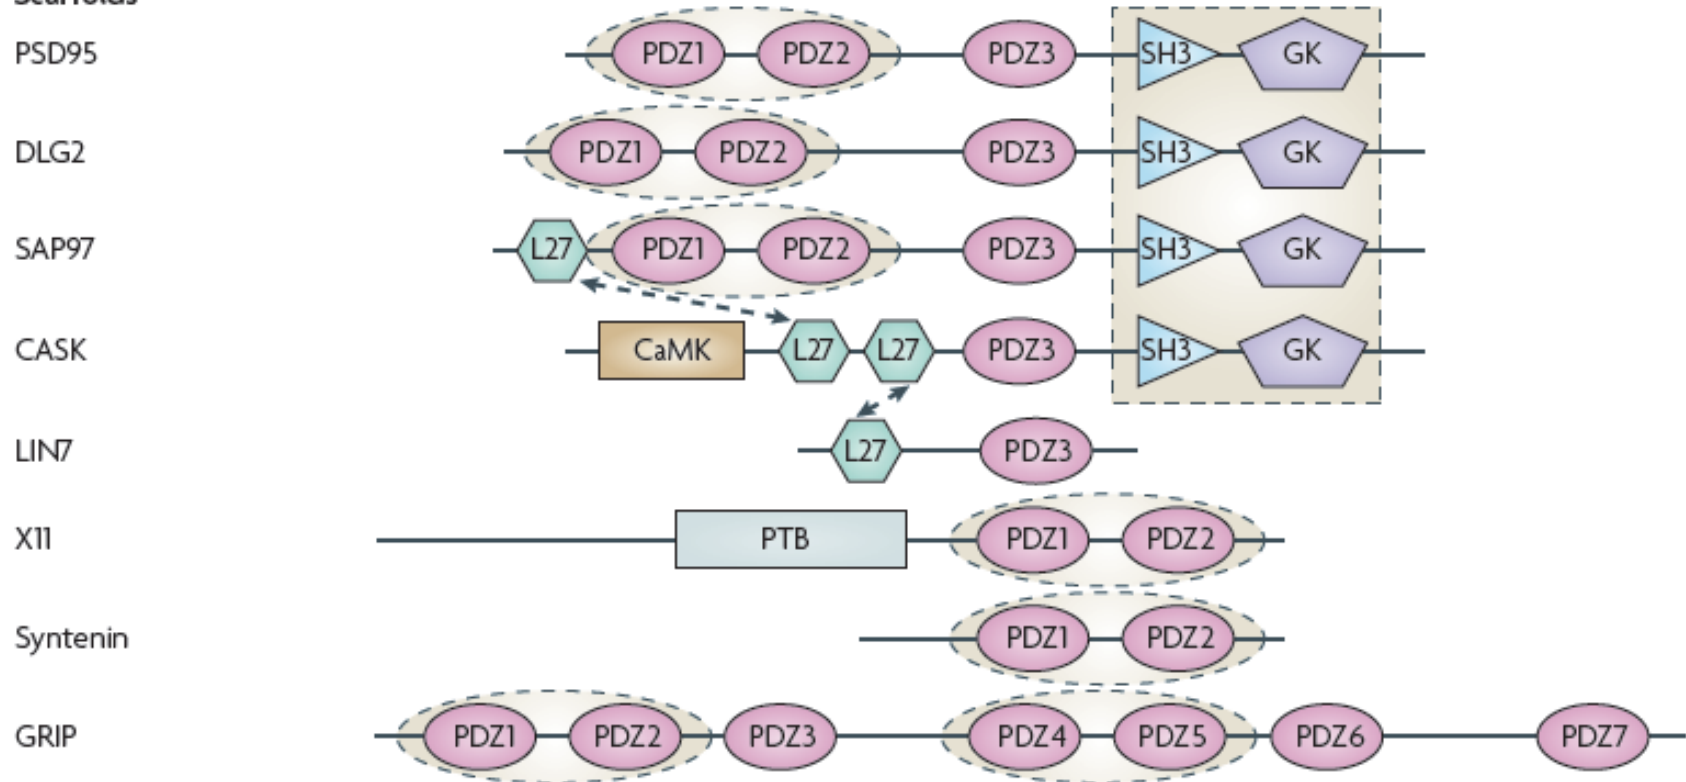 Scaffolds
PSD95 PDZ1 PDZ2 PDZ3 SH3 GK
DLG2 PDZ1 PDZ2 PDZ3 SH3 GK
SAP97 L27 PDZ1 PDZ2 PDZ3 SH3 GK
CASK CaMK L27 L27 PDZ3 SH3 GK
LIN7 L27 PDZ3
X11 PTB PDZ1 PDZ2
Syntenin PDZ1 PDZ2
GRIP PDZ1 PDZ2 PDZ3 PDZ4 PDZ5 PDZ6 PDZ7